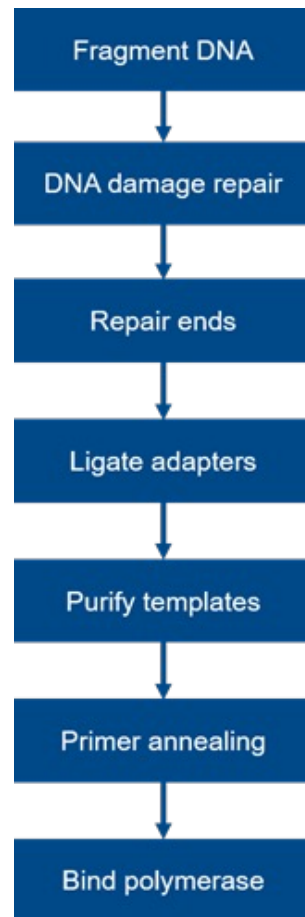 Fragment DNA
DNA damage repair
Repair ends
Ligate adapters
Purify templates
Primer annealing
Bind polymerase